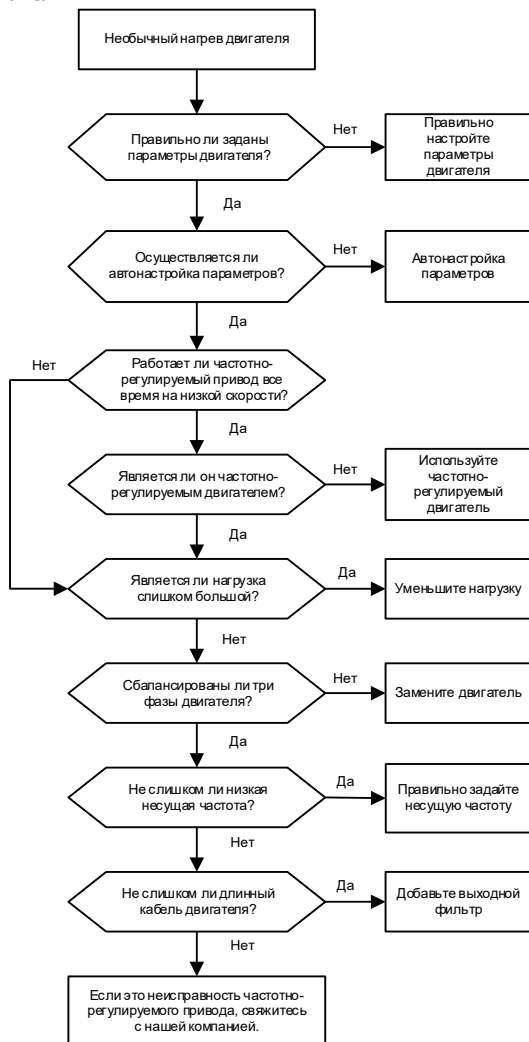 Необычный нагрев двигателя
Правильно ли заданы
параметры двигателя?
Нет
Правильно
настройте
параметры
двигателя
Да
Осуществляется ли
автонастройка параметров?
Нет
Автонастройка
параметров
Да
Нет
Работает ли частотно-
регулируемый привод все
время на низкой скорости?
Да
Является ли он частотно-
регулируемым двигателем?
Нет
Используйте
частотно-
регулируемый
двигатель
Да
Является ли нагрузка
слишком большой?
Да
Уменьшите нагрузку
Нет
Сбалансированы ли три
фазы двигателя?
Нет
Замените двигатель
Да
Не слишком ли низкая
несущая частота?
Да
Правильно задайте
несущую частоту
Нет
Не слишком ли длинный
кабель двигателя?
Да
Добавьте выходной
фильтр
Нет
Если это неисправность частотно-
регулируемого привода, свяжитесь
с нашей компанией.